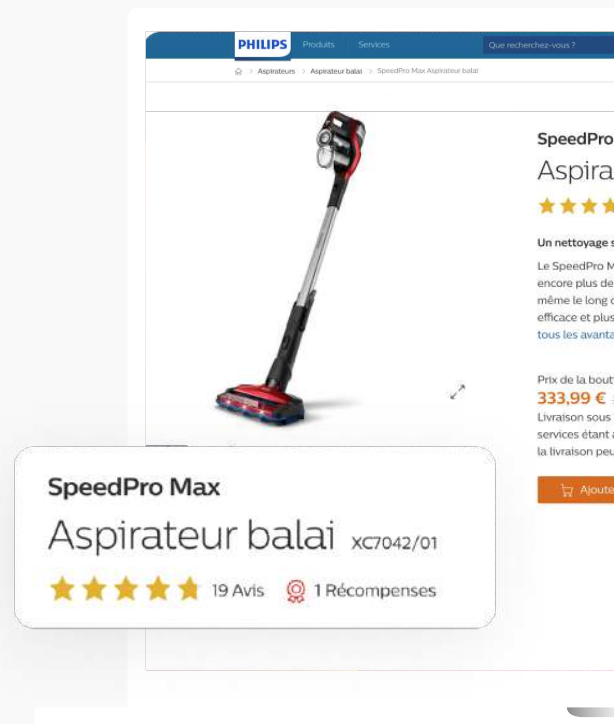 PHILIPS Produits Services Que recherchez-vous ?
Aspirateurs > Aspirateur balai > SpeedPro Max Aspirateur balai
SpeedPro
Aspira
Un nettoyage s
Le SpeedPro M
encore plus de
même le long d
efficace et plus
tous les avanta
Prix de la bout
333,99 €
Livraison sous
services étant a
la livraison peu
Ajoute
SpeedPro Max
Aspirateur balai XC7042/01
19 Avis 1 Récompenses